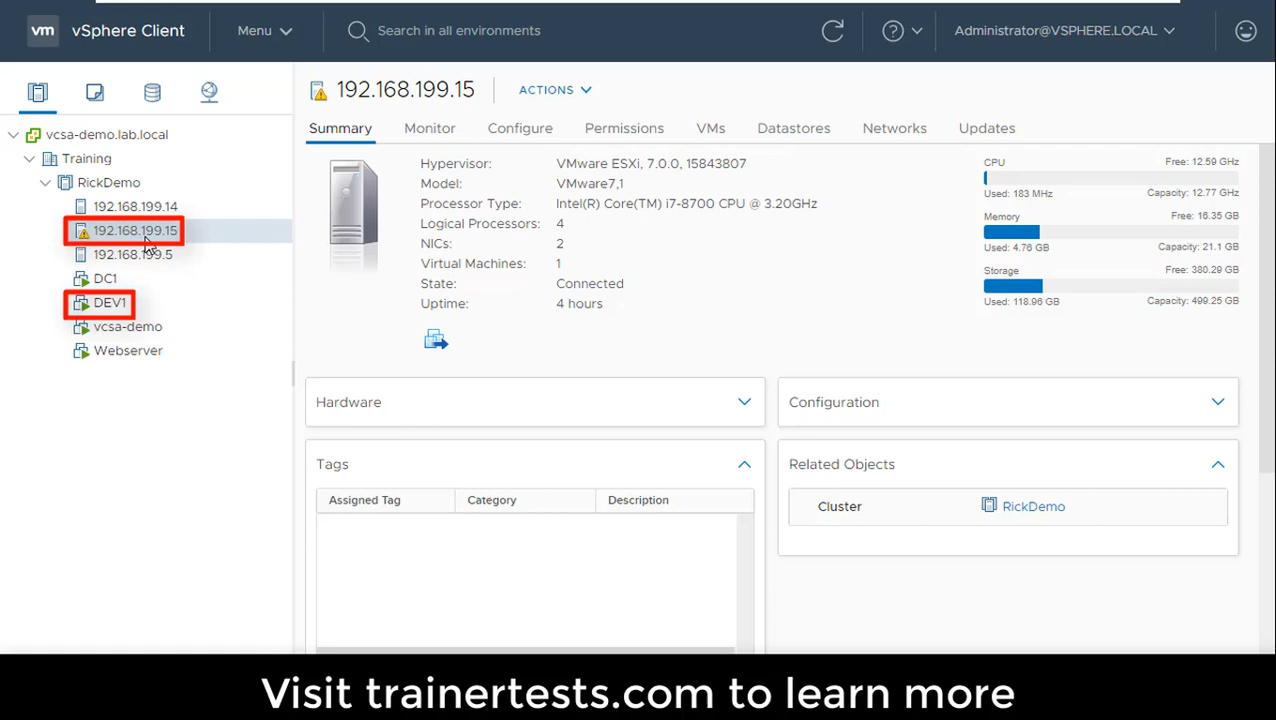 vm vSphere Client Menu Search in all environments ? Administrator@VSPHERE.LOCAL
vcsa-demo.lab.local
Training
RickDemo
192.168.199.14
192.168.199.15
192.168.199.5
DC1
DEV1
vcsa-demo
Webserver
192.168.199.15 ACTIONS
Summary Monitor Configure Permissions VMs Datastores Networks Updates
Hypervisor: VMware ESXi, 7.0.0, 15843807
Model: VMware7,1
Processor Type: Intel(R) Core(TM) i7-8700 CPU @ 3.20GHz
Logical Processors: 4
NICs: 2
Virtual Machines: 1
State: Connected
Uptime: 4 hours
CPU Free: 12.59 GHz
Used: 183 MHz Capacity: 12.77 GHz
Memory Free: 16.35 GB
Used: 4.76 GB Capacity: 21.1 GB
Storage Free: 380.29 GB
Used: 118.96 GB Capacity: 499.25 GB
Hardware
Configuration
Tags
Assigned Tag Category Description
Related Objects
Cluster RickDemo
Visit trainertests.com to learn more